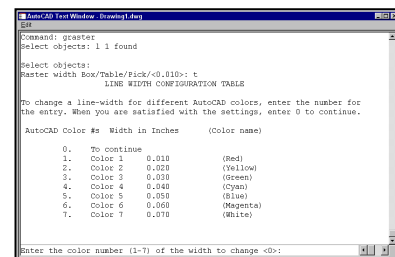 AutoCAD Text Window - Drawing1.dwg
Edit
Command: graster
Select objects: l 1 found
Select objects:
Raster width Box/Table/Pick/<0.010>: t
LINE WIDTH CONFIGURATION TABLE
To change a line-width for different AutoCAD colors, enter the number for
the entry. When you are satisfied with the settings, enter 0 to continue.
AutoCAD Color #s Width in Inches (Color name)
0. To continue
1. Color 1 0.010 (Red)
2. Color 2 0.020 (Yellow)
3. Color 3 0.030 (Green)
4. Color 4 0.040 (Cyan)
5. Color 5 0.050 (Blue)
6. Color 6 0.060 (Magenta)
7. Color 7 0.070 (White)
Enter the color number (1-7) of the width to change <0>: